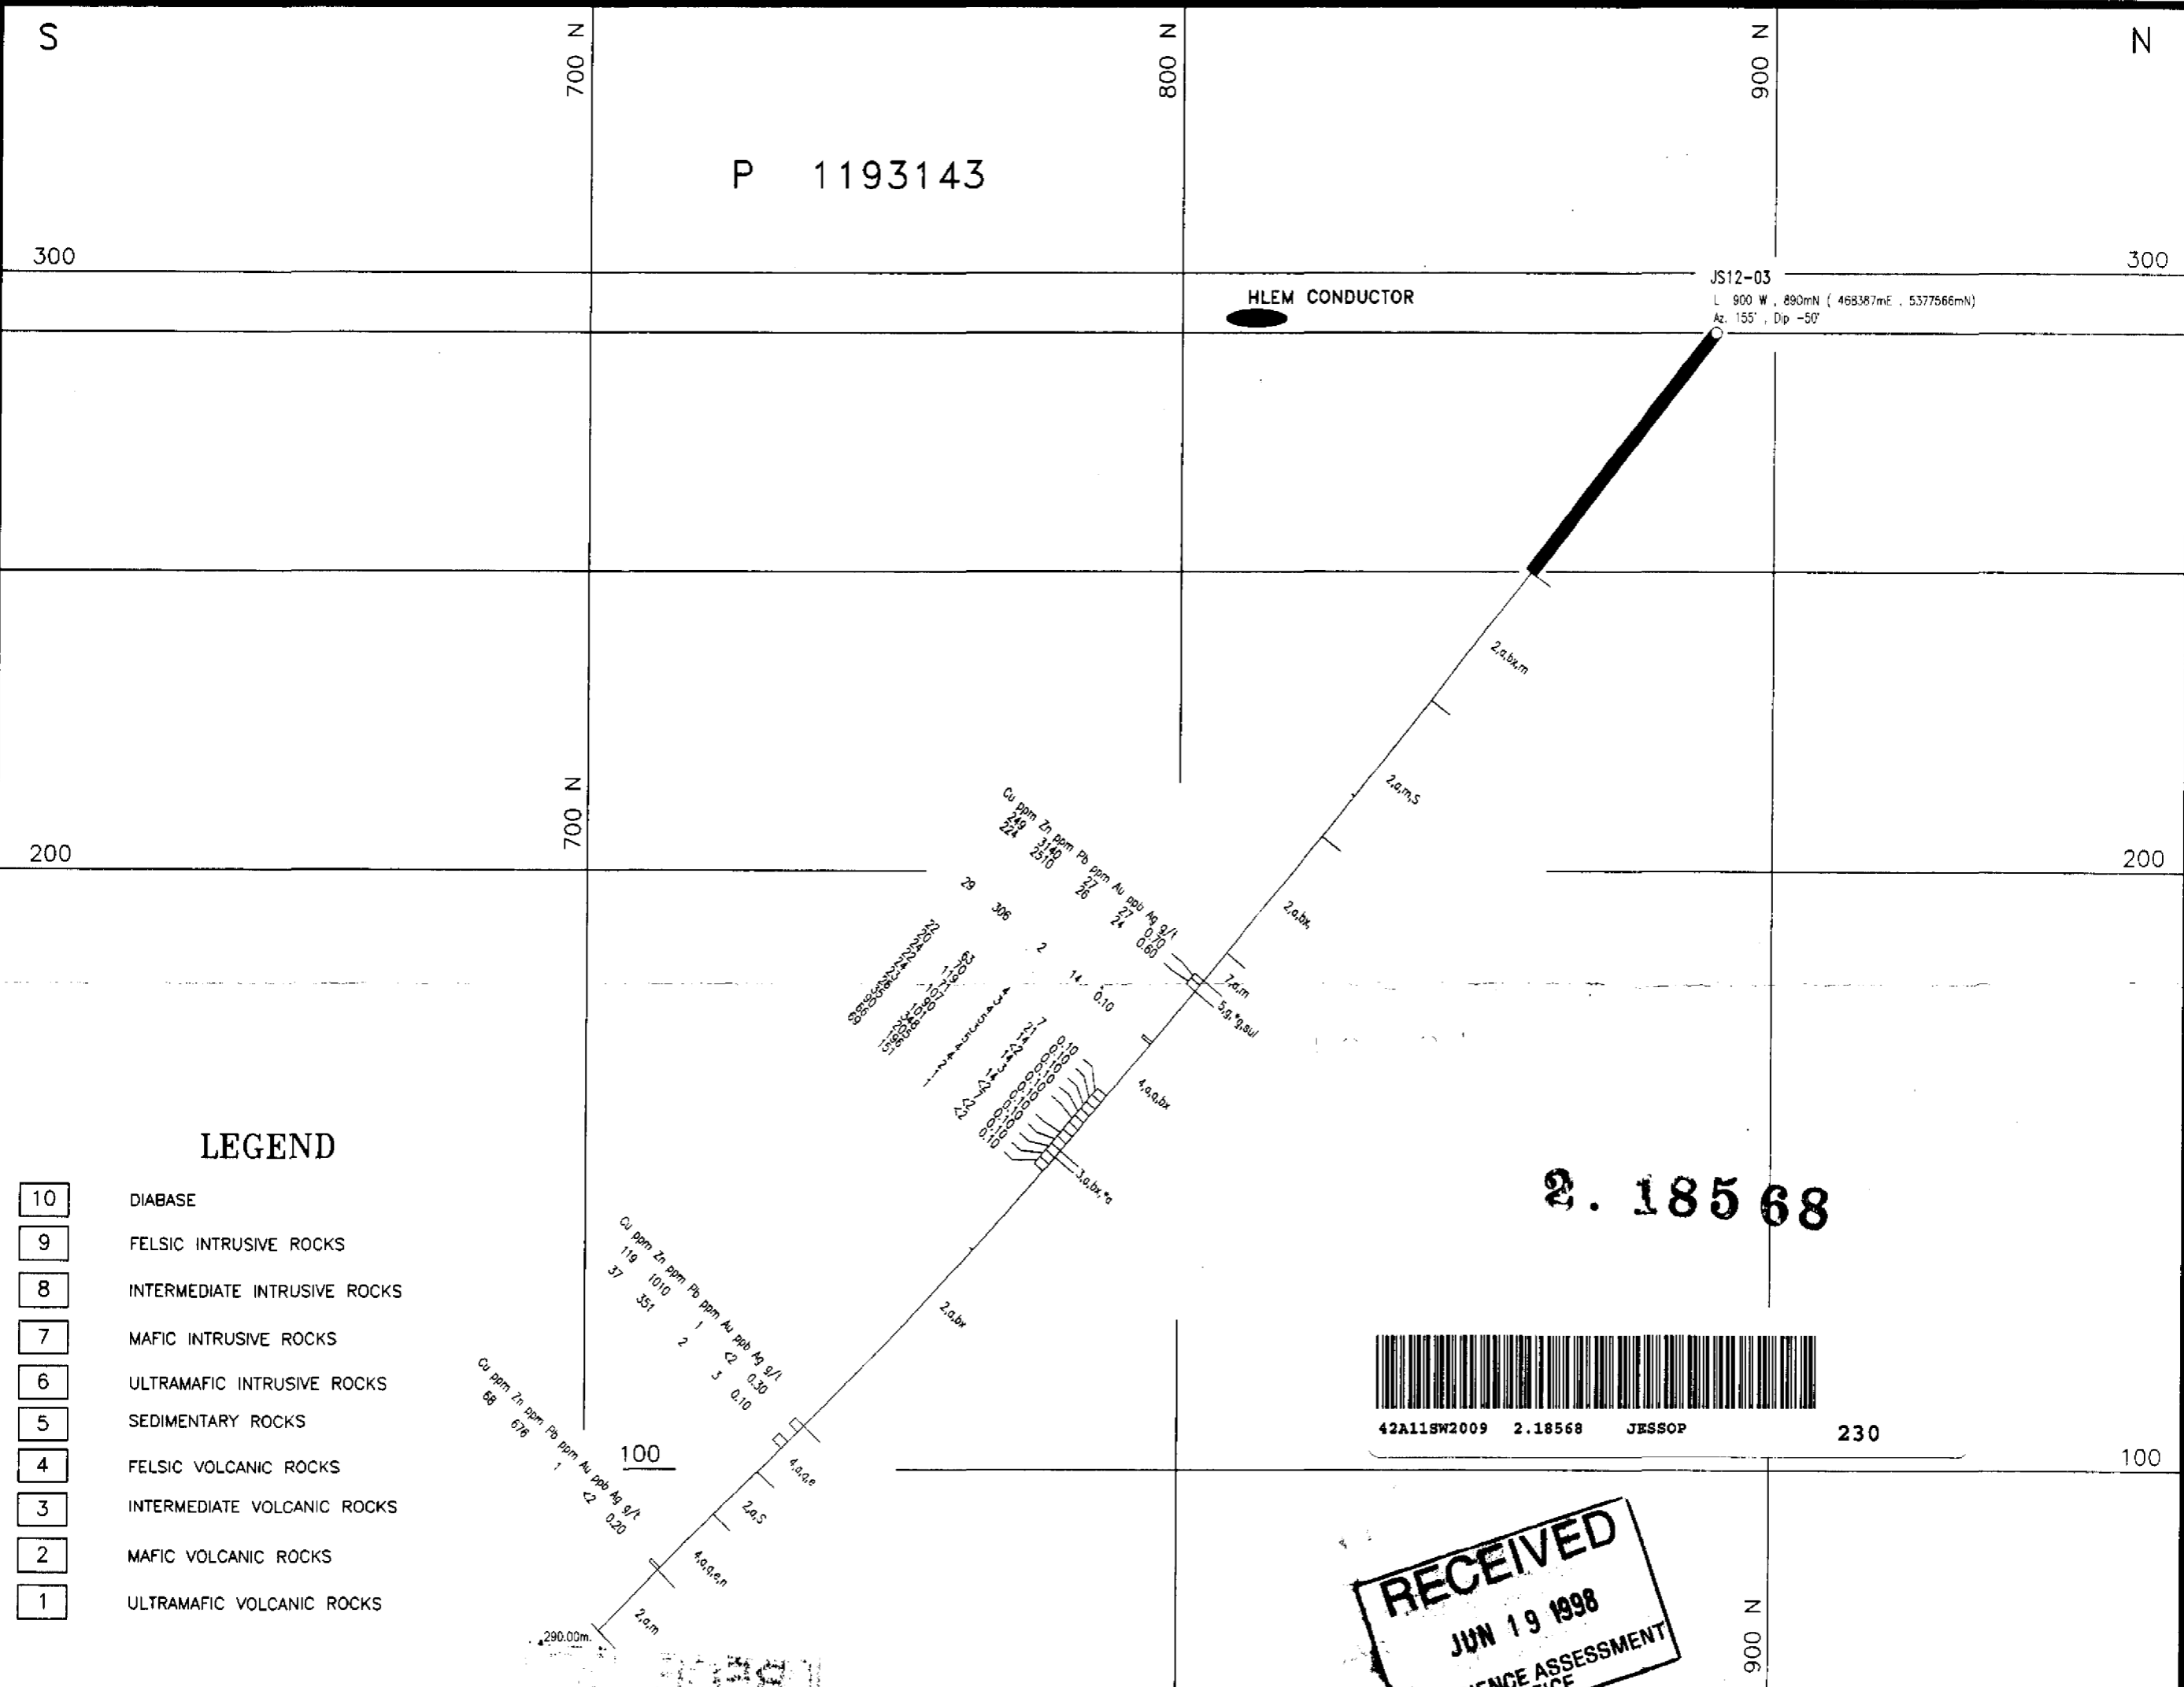 S
700 N
800 N
900 N
N
P 1193143
300
300
HLEM CONDUCTOR
JS12-03
L 900 W , 890mN ( 468387mE , 5377566mN)
Az. 155° , Dip -50°
2,a,bx,m
2,a,m,S
700 N
200
200
Cu ppm Zn ppm Pb ppm Au ppb Ag g/t
249 3140 27 27 0.70
224 2510 26 24 0.60
2,a,bx,
29 306 2 14 0.10
7,a,m
5,g,*g,sul
4,a,q,bx
3,a,bx,*a
LEGEND
10 DIABASE
9 FELSIC INTRUSIVE ROCKS
8 INTERMEDIATE INTRUSIVE ROCKS
7 MAFIC INTRUSIVE ROCKS
6 ULTRAMAFIC INTRUSIVE ROCKS
5 SEDIMENTARY ROCKS
4 FELSIC VOLCANIC ROCKS
3 INTERMEDIATE VOLCANIC ROCKS
2 MAFIC VOLCANIC ROCKS
1 ULTRAMAFIC VOLCANIC ROCKS
2. 18568
Cu ppm Zn ppm Pb ppm Au ppb Ag g/t
119 1010 1 <2 0.30
37 351 2 3 0.10
2,a,bx
42A11SW2009 2.18568 JESSOP 230
Cu ppm Zn ppm Pb ppm Au ppb Ag g/t
68 676 1 <2 0.20
100
100
4,a,q,e
2,a,S
4,a,q,e,n
2,a,m
290.00m.
RECEIVED
JUN 19 1998
ASSESSMENT
900 N